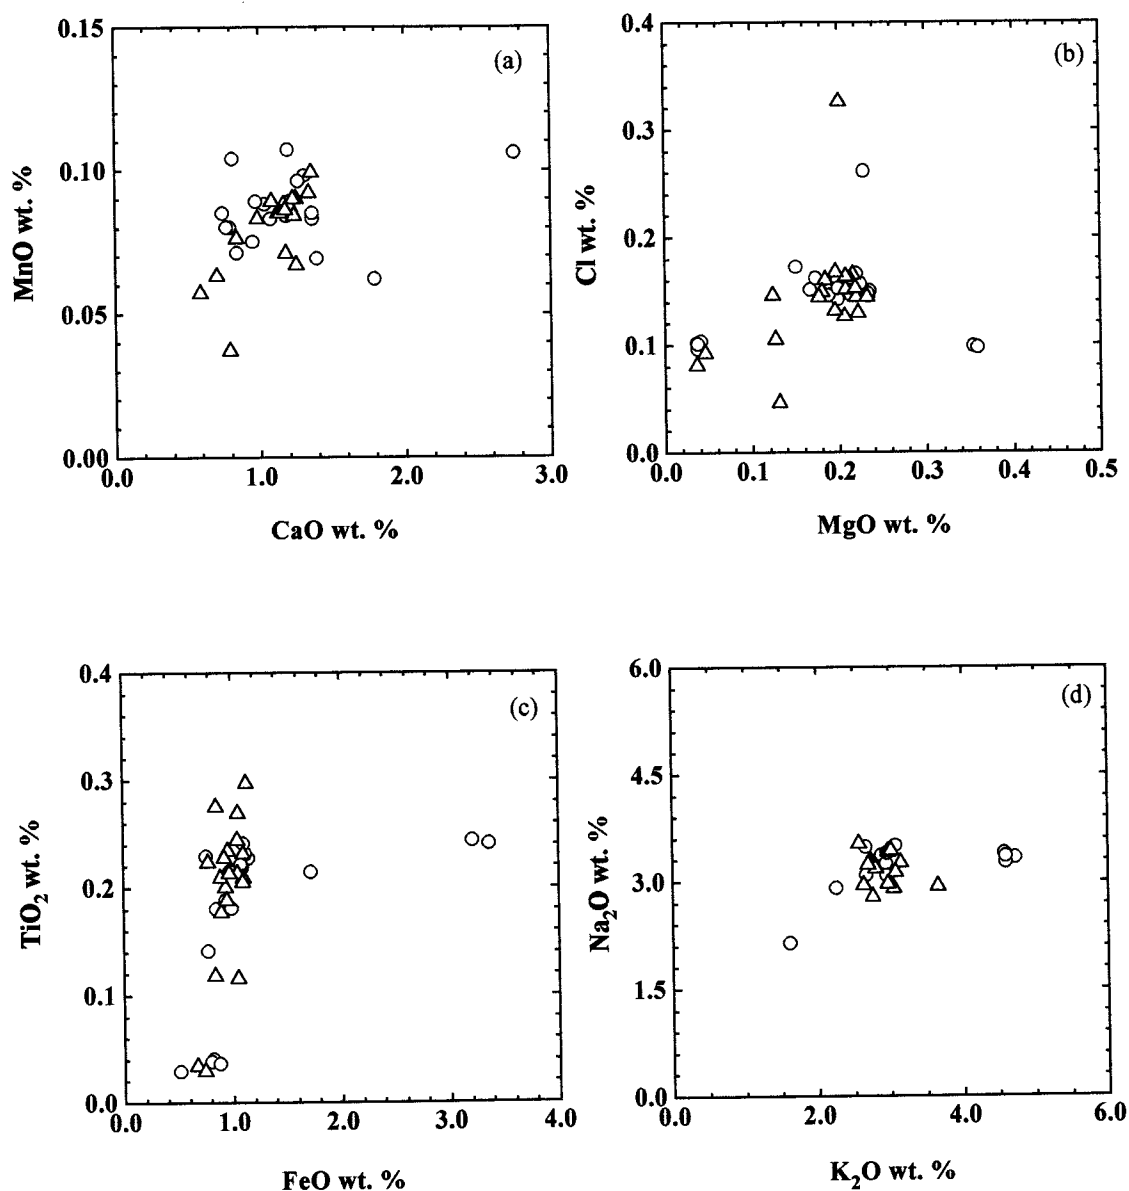 0.15
(a)
0.10
MnO wt. %
0.05
0.00
0.0 1.0 2.0 3.0
CaO wt. %
0.4
(b)
0.3
Cl wt. %
0.2
0.1
0.0
0.0 0.1 0.2 0.3 0.4 0.5
MgO wt. %
0.4
(c)
0.3
TiO₂ wt. %
0.2
0.1
0.0
0.0 1.0 2.0 3.0 4.0
FeO wt. %
6.0
(d)
4.5
Na₂O wt. %
3.0
1.5
3.0
0.0 2.0 4.0 6.0
K₂O wt. %